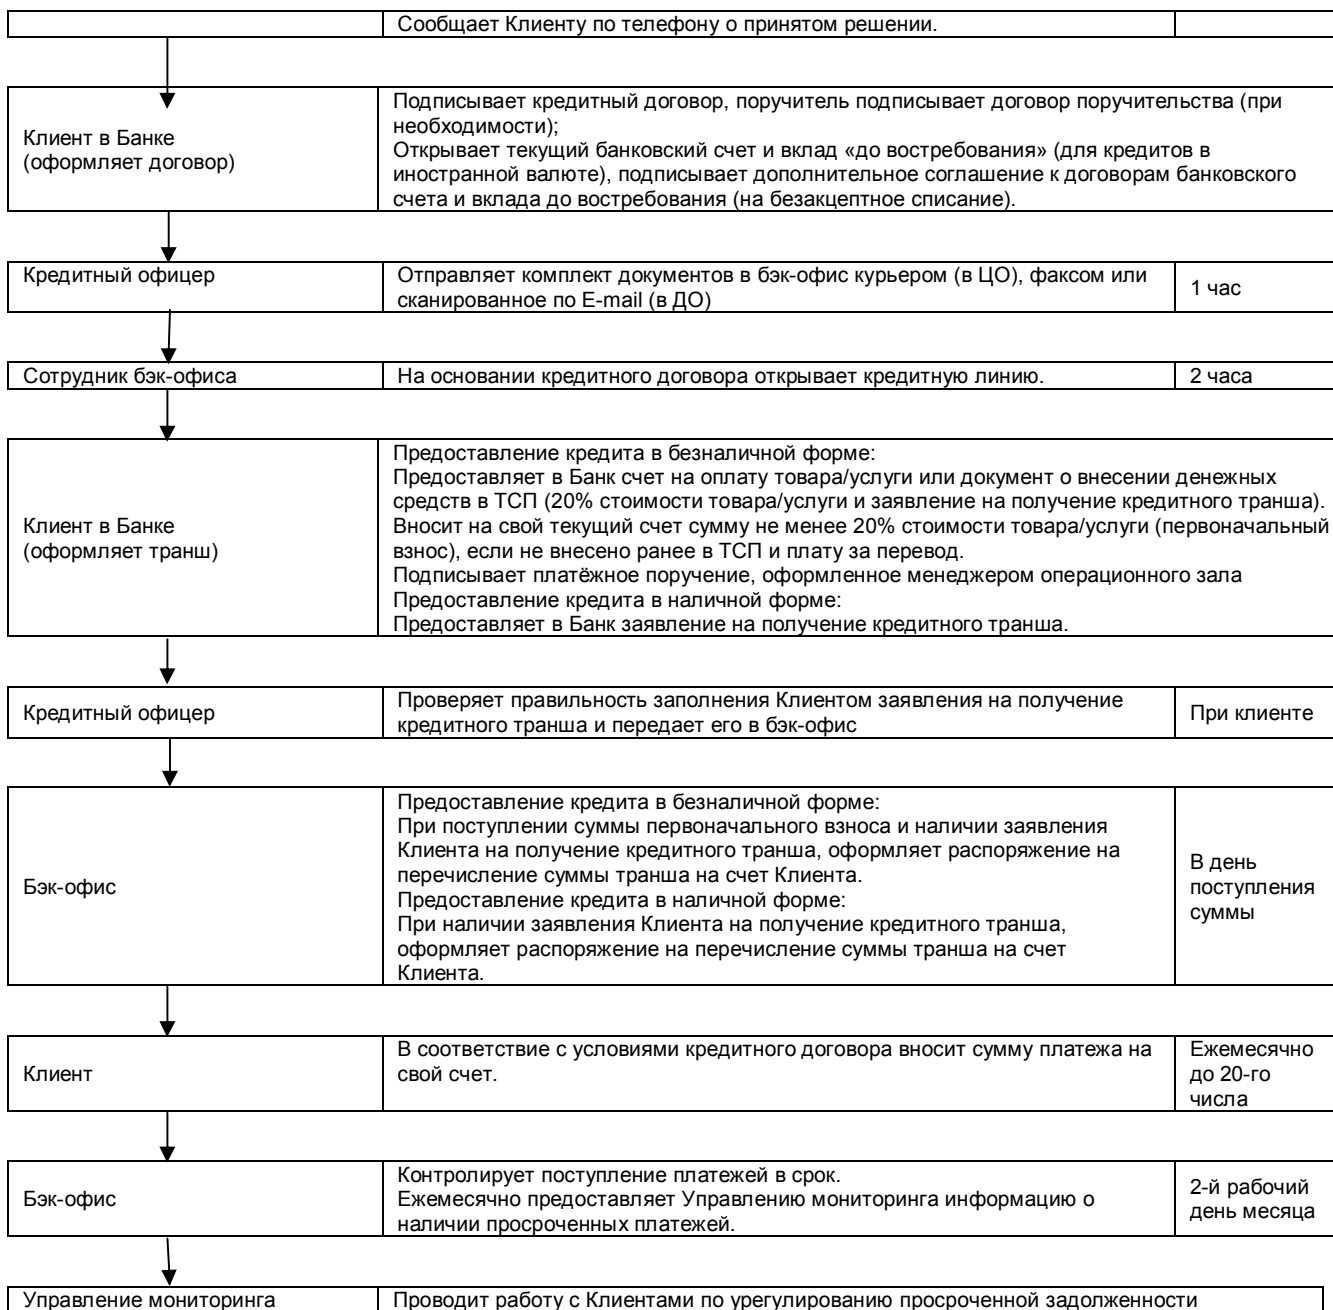 Сообщает Клиенту по телефону о принятом решении.
Клиент в Банке
(оформляет договор)
Подписывает кредитный договор, поручитель подписывает договор поручительства (при
необходимости);
Открывает текущий банковский счет и вклад «до востребования» (для кредитов в
иностранной валюте), подписывает дополнительное соглашение к договорам банковского
счета и вклада до востребования (на безакцептное списание).
Кредитный офицер
Отправляет комплект документов в бэк-офис курьером (в ЦО), факсом или
сканированное по E-mail (в ДО)
1 час
Сотрудник бэк-офиса
На основании кредитного договора открывает кредитную линию.
2 часа
Клиент в Банке
(оформляет транш)
Предоставление кредита в безналичной форме:
Предоставляет в Банк счет на оплату товара/услуги или документ о внесении денежных
средств в ТСП (20% стоимости товара/услуги и заявление на получение кредитного транша).
Вносит на свой текущий счет сумму не менее 20% стоимости товара/услуги (первоначальный
взнос), если не внесено ранее в ТСП и плату за перевод.
Подписывает платёжное поручение, оформленное менеджером операционного зала
Предоставление кредита в наличной форме:
Предоставляет в Банк заявление на получение кредитного транша.
Кредитный офицер
Проверяет правильность заполнения Клиентом заявления на получение
кредитного транша и передает его в бэк-офис
При клиенте
Бэк-офис
Предоставление кредита в безналичной форме:
При поступлении суммы первоначального взноса и наличии заявления
Клиента на получение кредитного транша, оформляет распоряжение на
перечисление суммы транша на счет Клиента.
Предоставление кредита в наличной форме:
При наличии заявления Клиента на получение кредитного транша,
оформляет распоряжение на перечисление суммы транша на счет
Клиента.
В день
поступления
суммы
Клиент
В соответствие с условиями кредитного договора вносит сумму платежа на
свой счет.
Ежемесячно
до 20-го
числа
Бэк-офис
Контролирует поступление платежей в срок.
Ежемесячно предоставляет Управлению мониторинга информацию о
наличии просроченных платежей.
2-й рабочий
день месяца
Управление мониторинга
Проводит работу с Клиентами по урегулированию просроченной задолженности